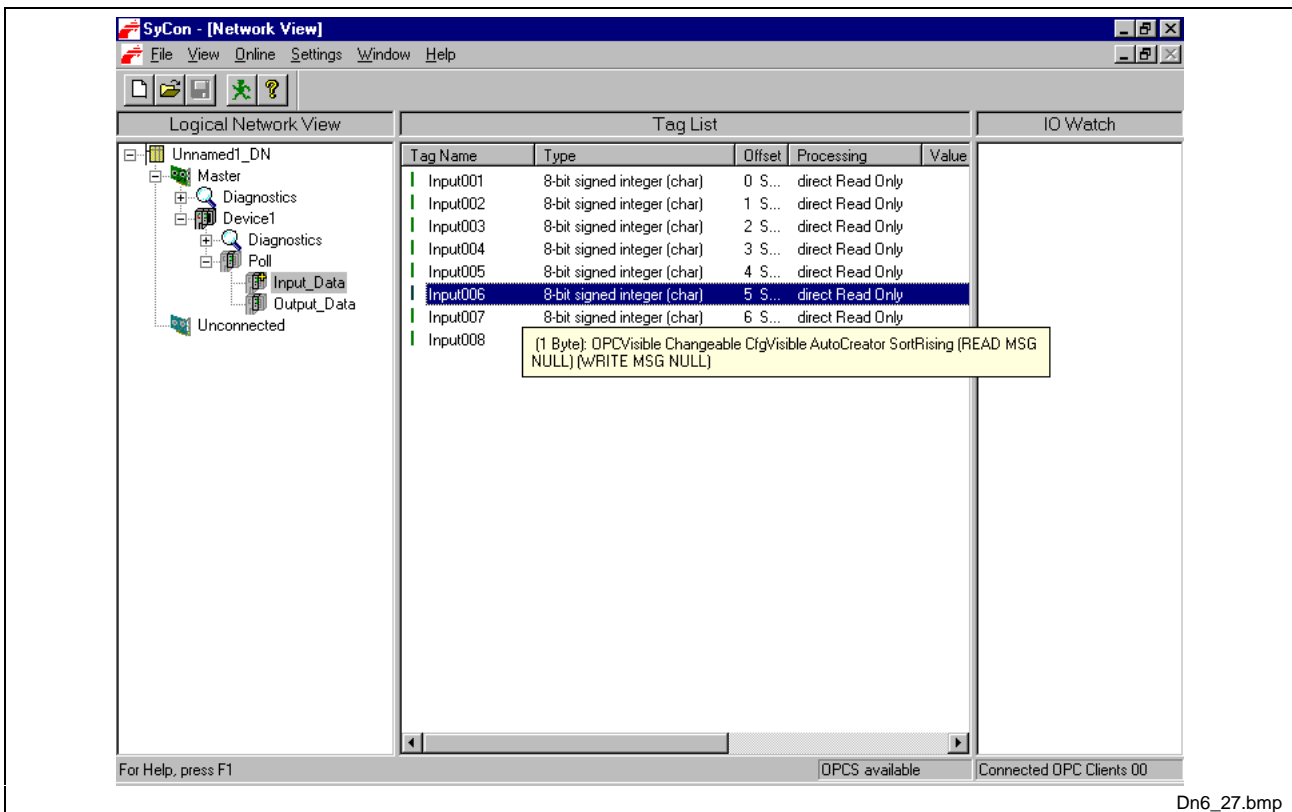 SyCon - [Network View]
File View Online Settings Window Help
Logical Network View
Tag List
IO Watch
Unnamed1_DN
Master
Diagnostics
Device1
Diagnostics
Poll
Input_Data
Output_Data
Unconnected
Tag Name Type Offset Processing Value
Input001 8-bit signed integer (char) 0 S... direct Read Only
Input002 8-bit signed integer (char) 1 S... direct Read Only
Input003 8-bit signed integer (char) 2 S... direct Read Only
Input004 8-bit signed integer (char) 3 S... direct Read Only
Input005 8-bit signed integer (char) 4 S... direct Read Only
Input006 8-bit signed integer (char) 5 S... direct Read Only
Input007 8-bit signed integer (char) 6 S... direct Read Only
Input008
(1 Byte): OPCVisible Changeable CfgVisible AutoCreator SortRising (READ MSG
NULL) (WRITE MSG NULL)
For Help, press F1
OPCS available
Connected OPC Clients 00
Dn6_27.bmp